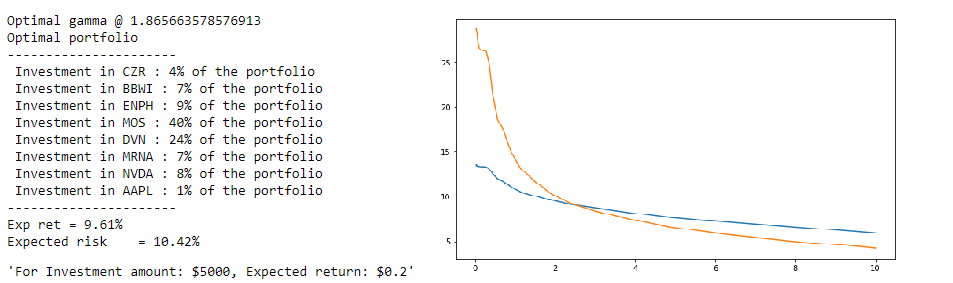 Optimal gamma @ 1.865663578576913
Optimal portfolio
----------------------
Investment in CZR : 4% of the portfolio
Investment in BBWI : 7% of the portfolio
Investment in ENPH : 9% of the portfolio
Investment in MOS : 40% of the portfolio
Investment in DVN : 24% of the portfolio
Investment in MRNA : 7% of the portfolio
Investment in NVDA : 8% of the portfolio
Investment in AAPL : 1% of the portfolio
----------------------
Exp ret = 9.61%
Expected risk    = 10.42%
'For Investment amount: $5000, Expected return: $0.2'
25
20
15
10
5
0 2 4 6 8 10